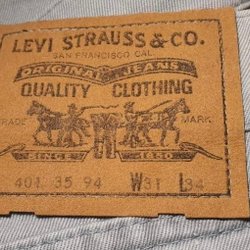 LEVI STRAUSS & CO.
SAN FRANCISCO CAL.
ORIGINAL JEANS
QUALITY CLOTHING
TRADE MARK
SINCE 1850
401 35 94 W31 L34